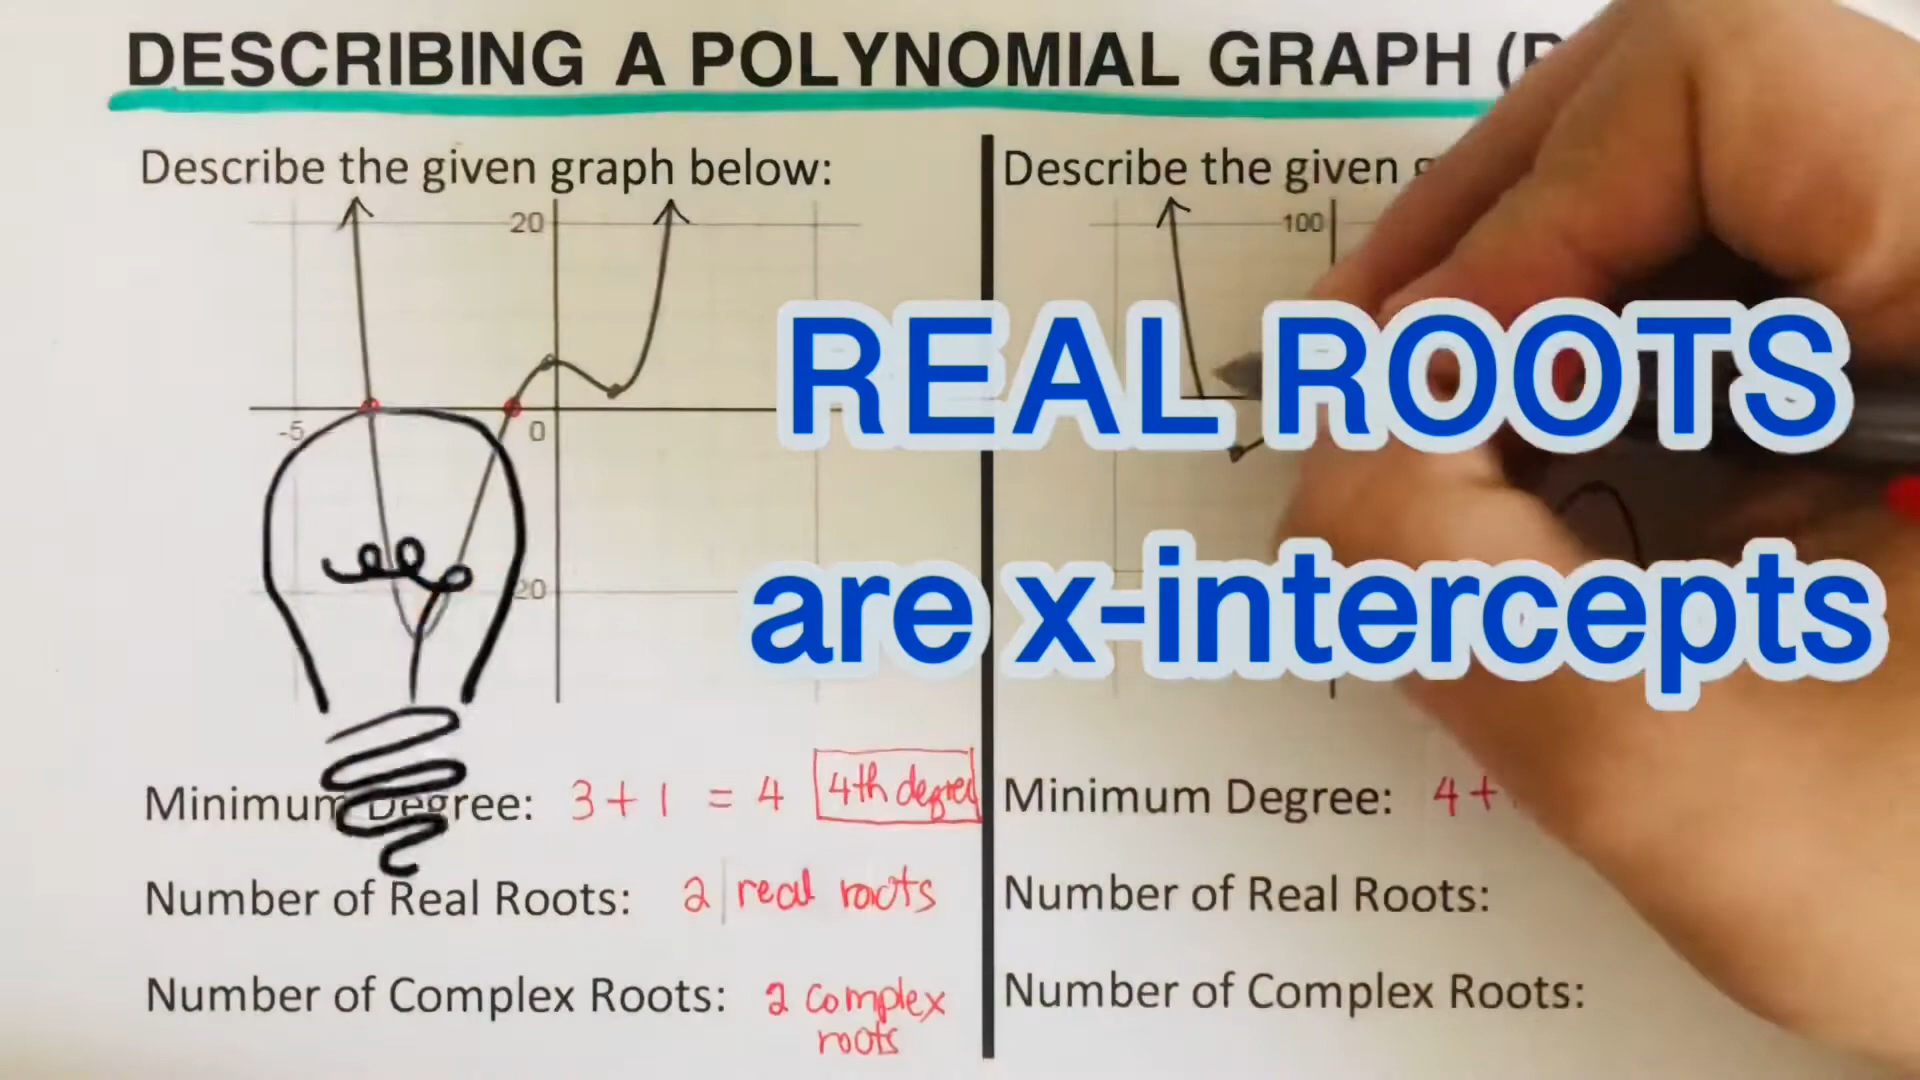 DESCRIBING A POLYNOMIAL GRAPH (
Describe the given graph below:
20
-5
0
20
Minimum Degree: 3 + 1 = 4 4th degree
Number of Real Roots: 2 real roots
Number of Complex Roots: 2 complex
roots
Describe the given
100
REAL ROOTS
are x-intercepts
Minimum Degree: 4 +
Number of Real Roots:
Number of Complex Roots: